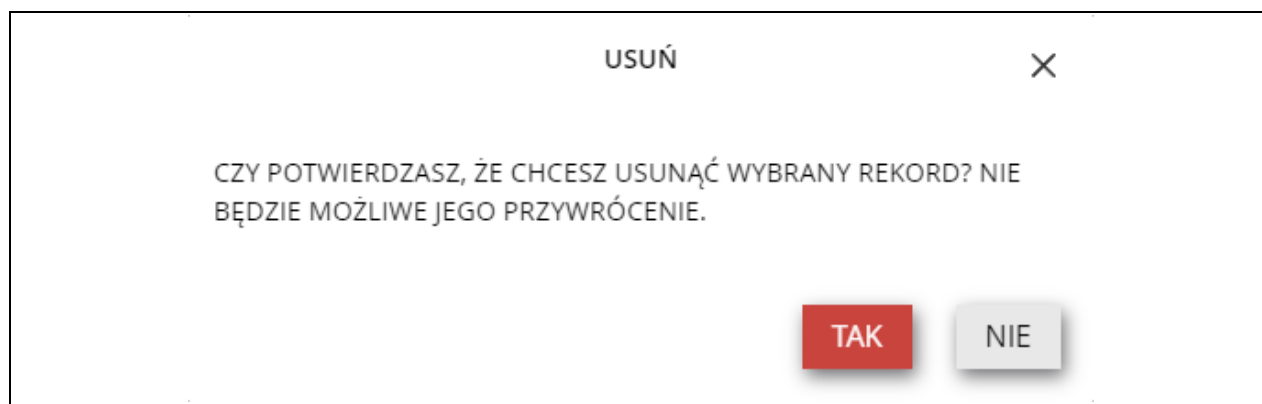 USUŃ
CZY POTWIERDZASZ, ŻE CHCESZ USUNĄĆ WYBRANY REKORD? NIE
BĘDZIE MOŻLIWE JEGO PRZYWRÓCENIE.
TAK NIE